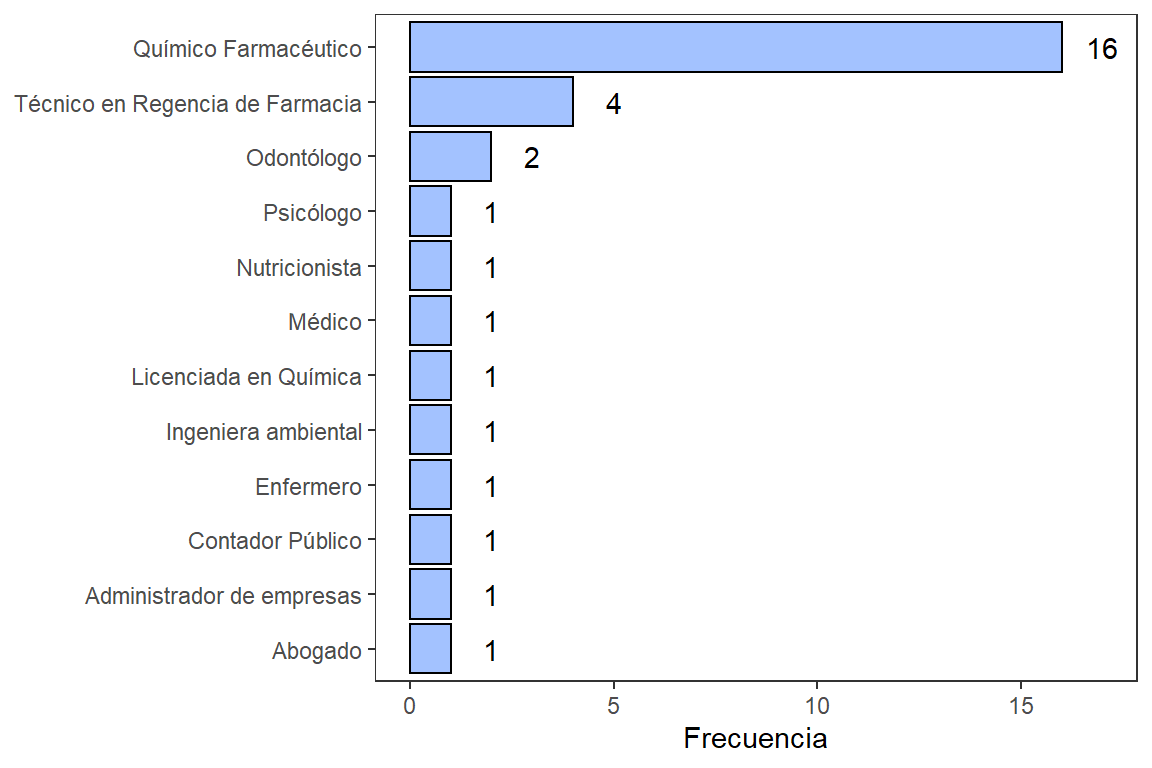 Químico Farmacéutico 16
Técnico en Regencia de Farmacia 4
Odontólogo 2
Psicólogo 1
Nutricionista 1
Médico 1
Licenciada en Química 1
Ingeniera ambiental 1
Enfermero 1
Contador Público 1
Administrador de empresas 1
Abogado 1
0 5 10 15
Frecuencia